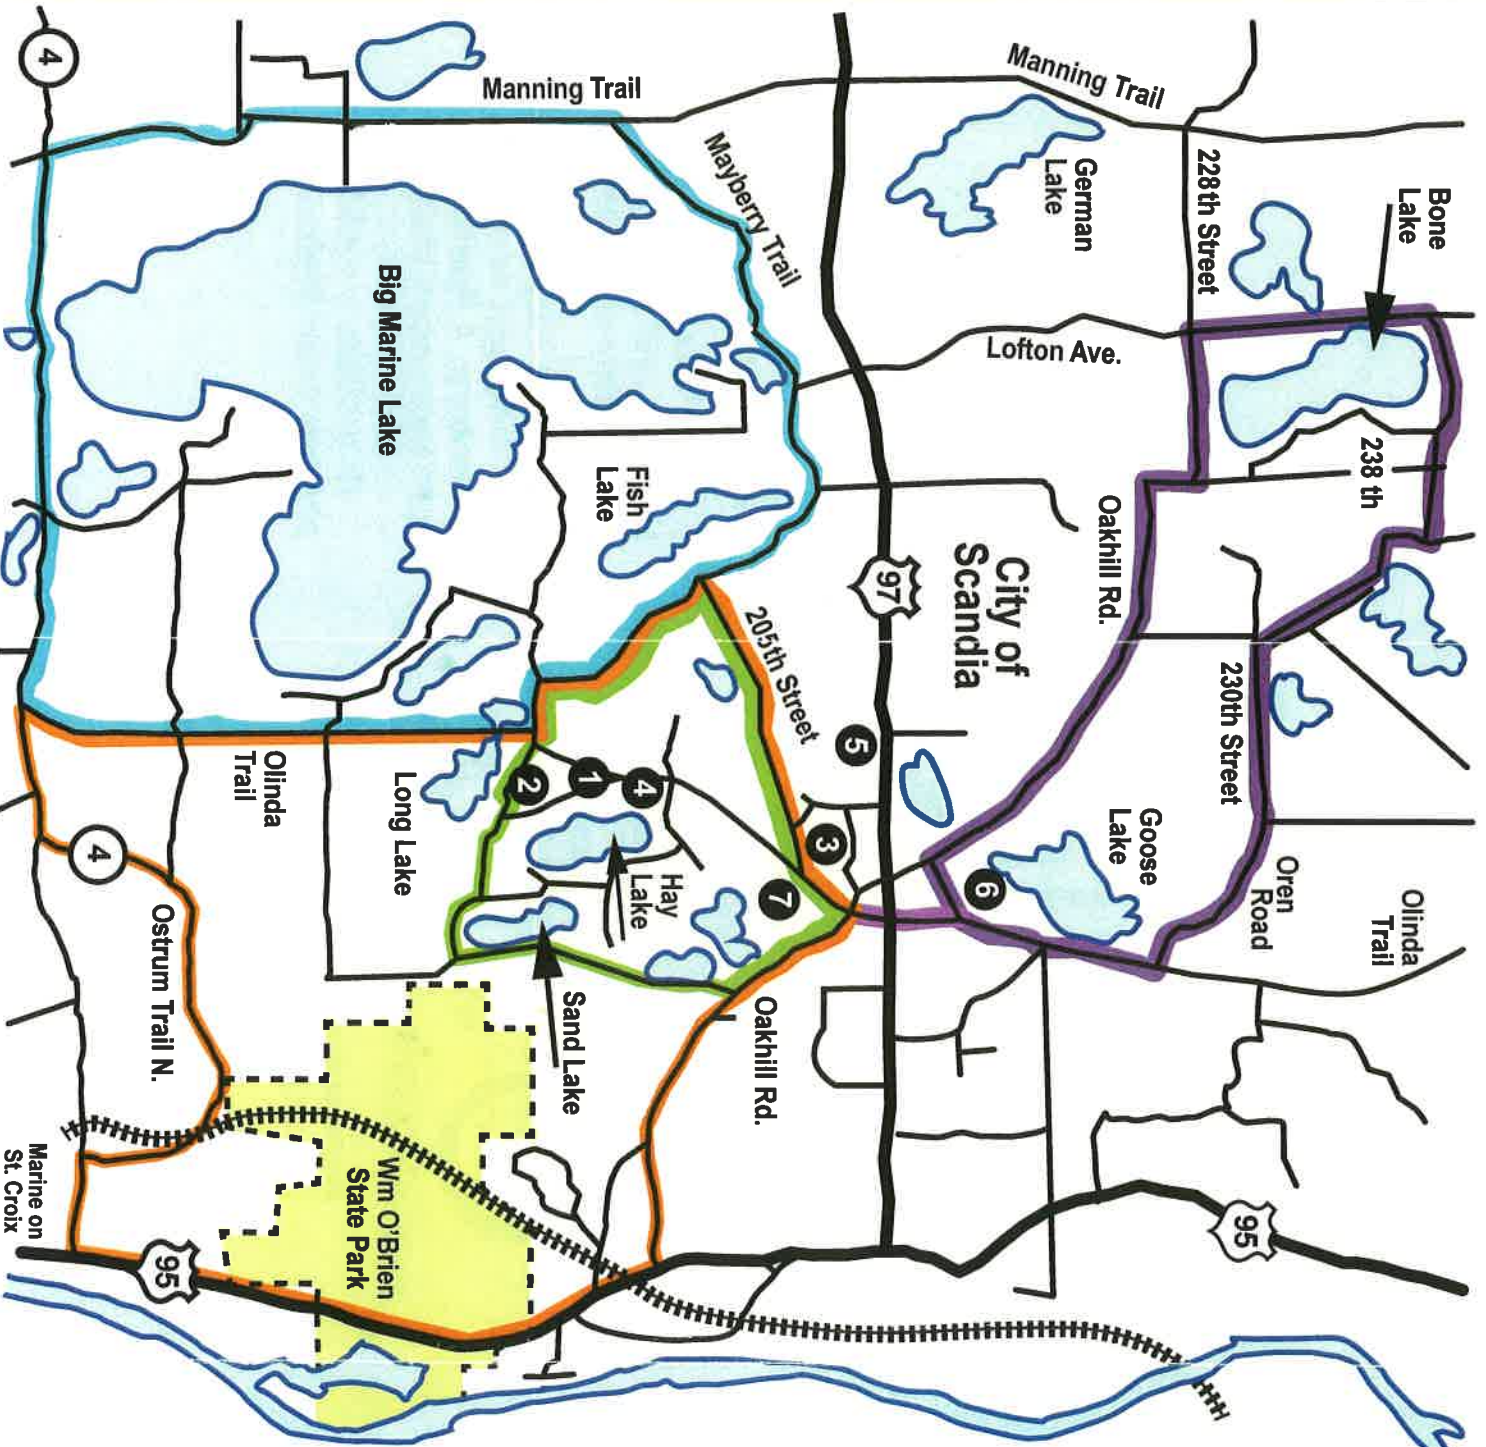 4
Manning Trail
Manning Trail
Mayberry Trail
German
Lake
228th Street
Bone
Lake
Big Marine Lake
Lofton Ave.
238 th
Fish
Lake
Oakhill Rd.
97
City of
Scandia
205th Street
230th Street
5
Olinda
Trail
Long Lake
2
1
4
3
Goose
Lake
6
7
Hay
Lake
Oren
Road
Olinda
Trail
4
Ostrum Trail N.
Sand Lake
Oakhill Rd.
Marine on
St. Croix
Wm O'Brien
State Park
95
95